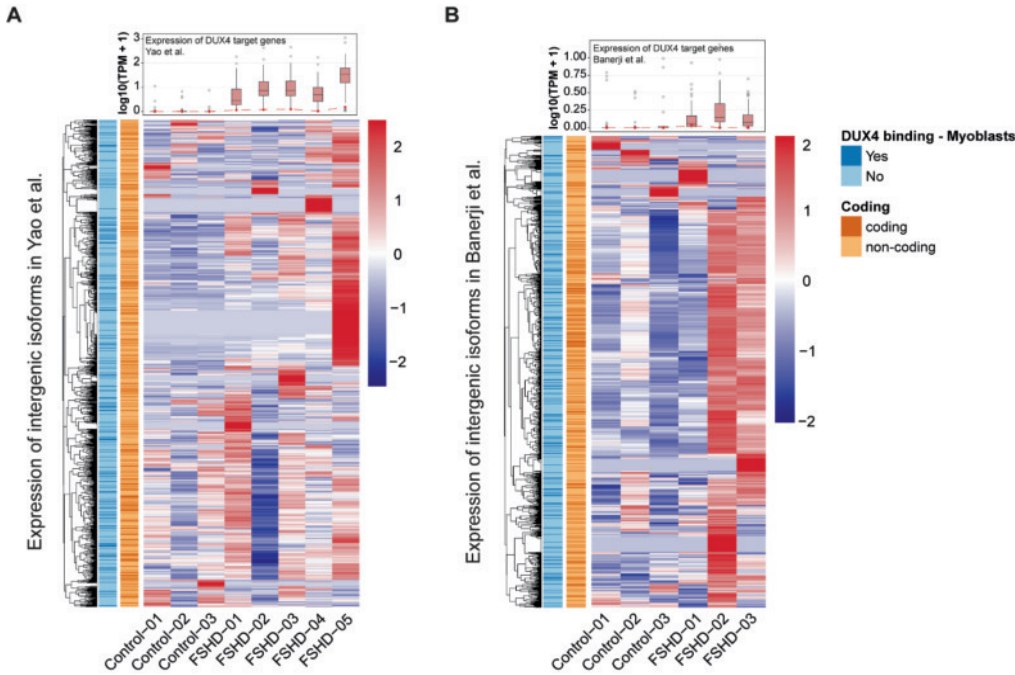 A
Expression of DUX4 target genes
Yao et al.
log10(TPM + 1)
3
2
1
0
Expression of intergenic isoforms in Yao et al.
2
1
0
−1
−2
Control−01
Control−02
Control−03
FSHD−01
FSHD−02
FSHD−03
FSHD−04
FSHD−05
B
Expression of DUX4 target genes
Banerji et al.
log10(TPM + 1)
1.00
0.75
0.50
0.25
0.00
Expression of intergenic isoforms in Banerji et al.
2
1
0
−1
−2
Control−01
Control−02
Control−03
FSHD−01
FSHD−02
FSHD−03
DUX4 binding - Myoblasts
Yes
No
Coding
coding
non-coding